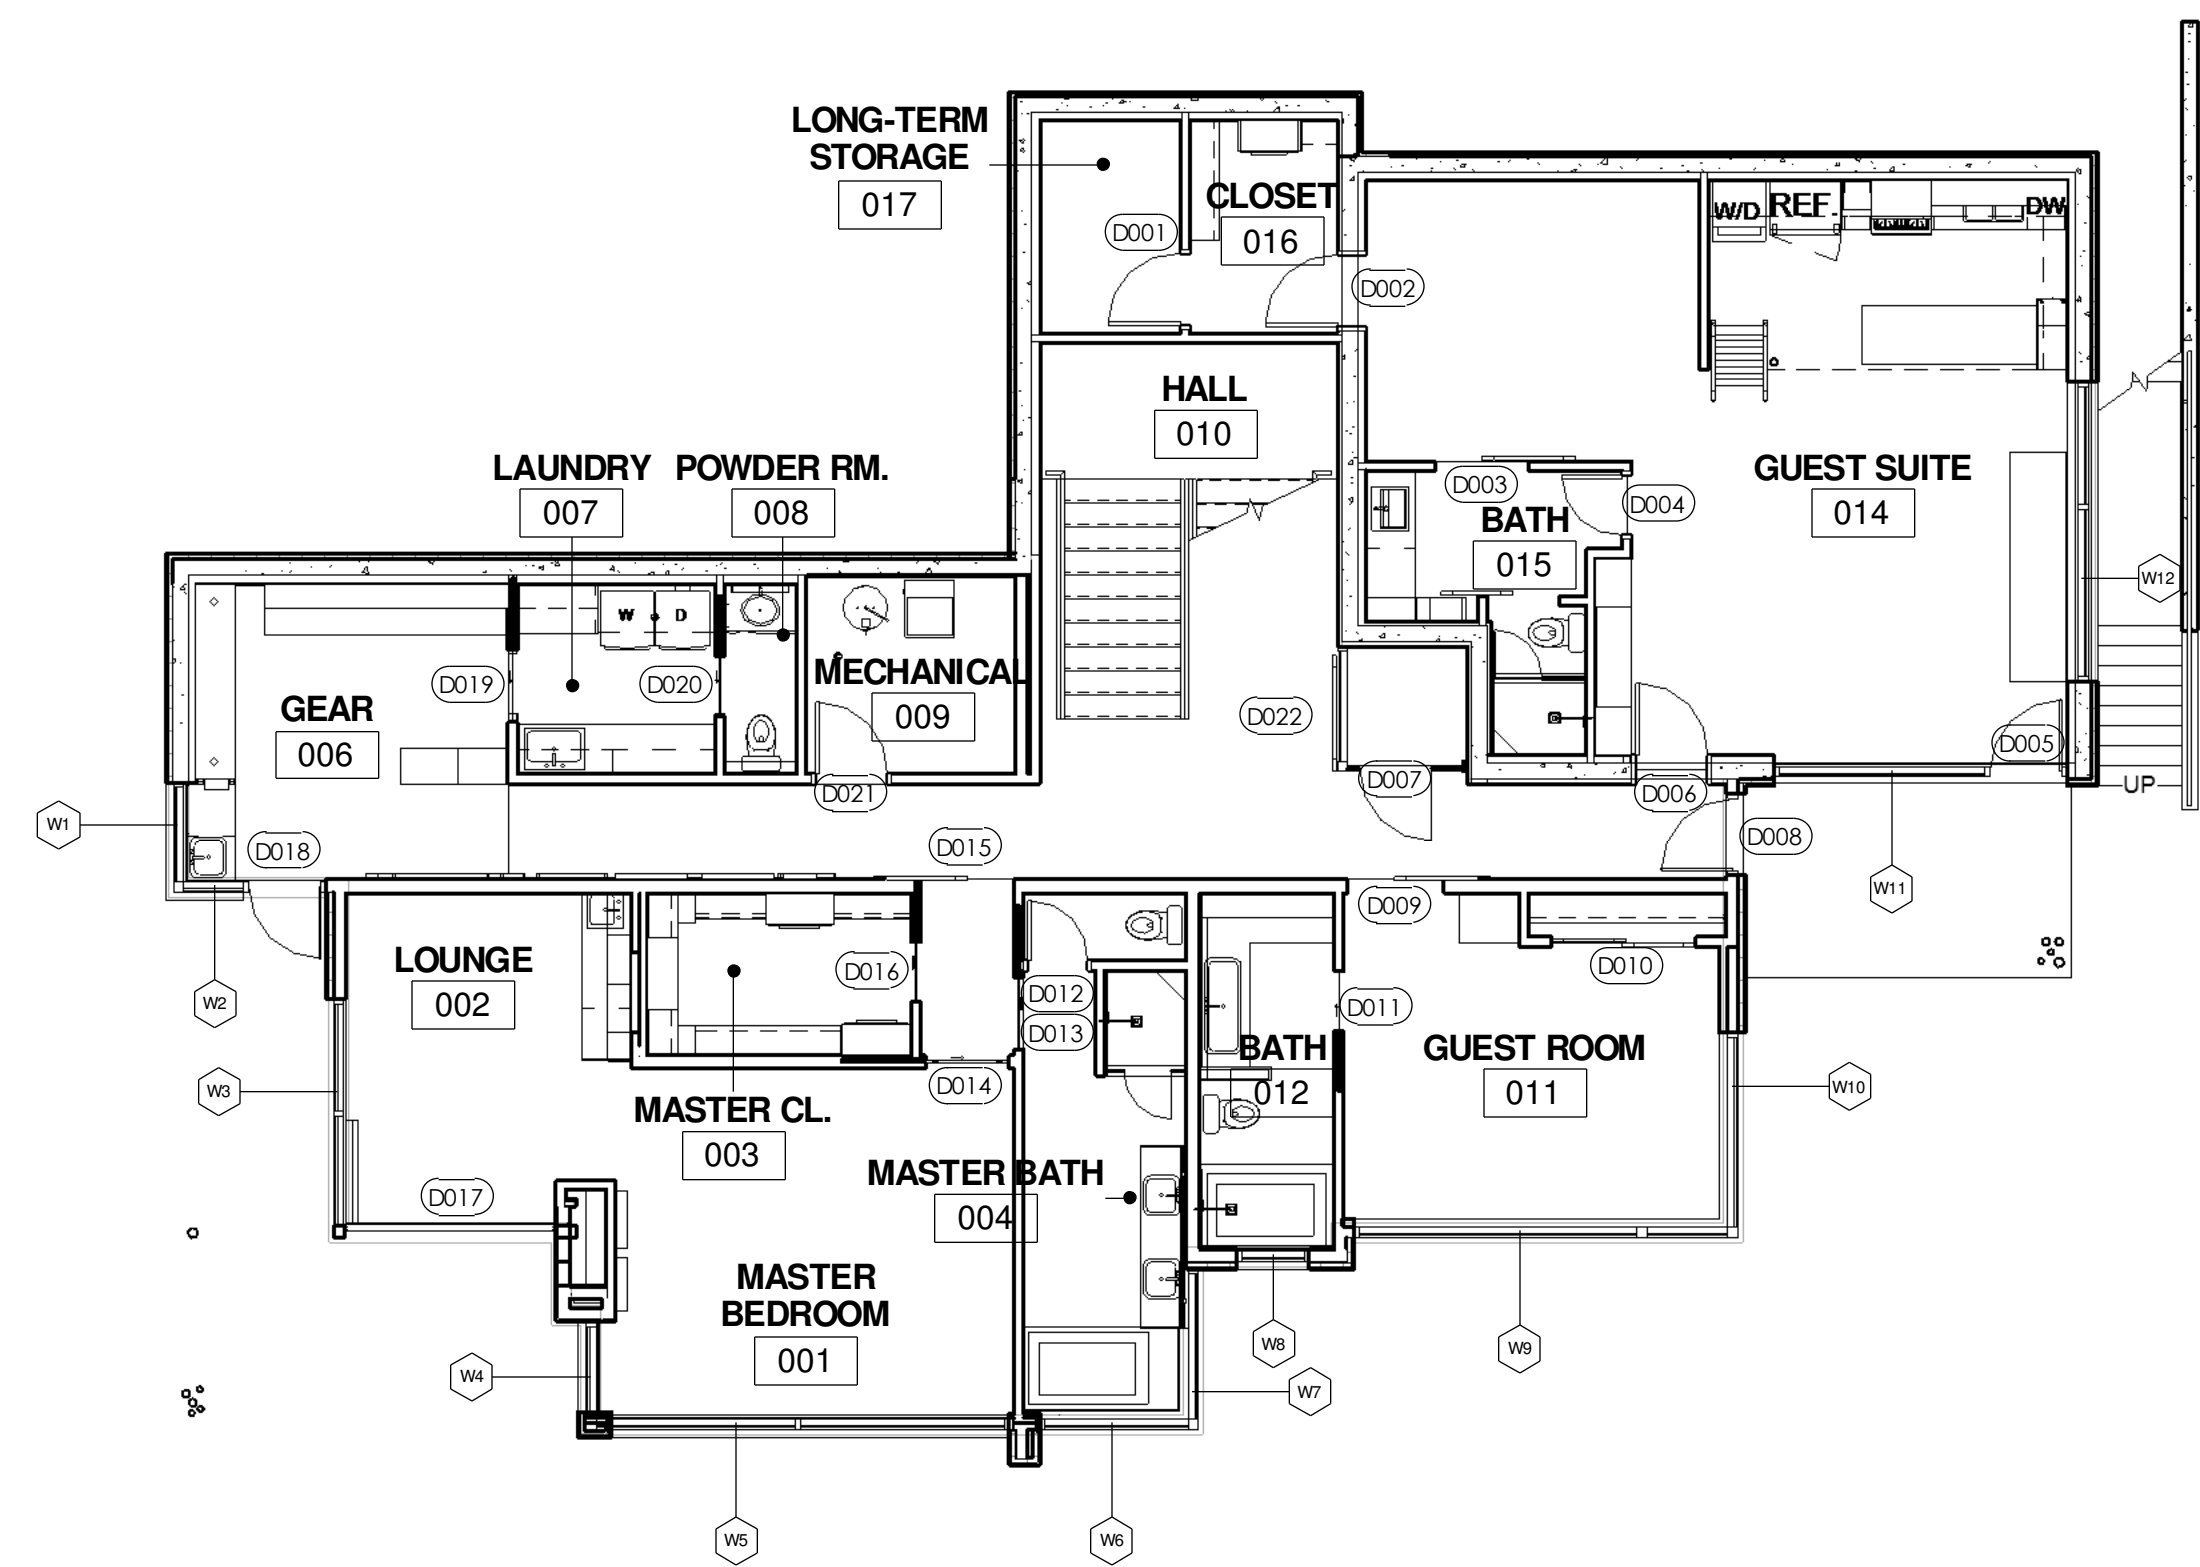 LONG-TERM
STORAGE
017
D001
CLOSET
016
D002
W/D
REF.
DW
HALL
010
LAUNDRY
007
POWDER RM.
008
D003
BATH
015
D004
GUEST SUITE
014
W12
W
D
D019
D020
MECHANICAL
009
GEAR
006
D022
D005
D021
D007
D006
UP
W1
D018
D015
D008
W11
D009
LOUNGE
002
D016
D012
D013
D011
D010
W2
BATH
012
GUEST ROOM
011
W3
D014
W10
MASTER CL.
003
MASTER BATH
004
D017
MASTER
BEDROOM
001
W4
W8
W9
W7
W5
W6